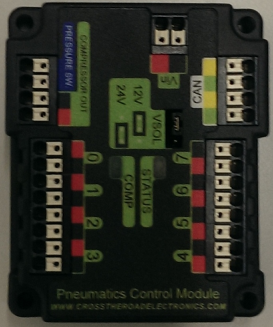 PRESSURE SW
COMPRESSOR OUT
Vin
CAN
24V
12V
VSOL
0
1
2
3
COMP
STATUS
7
6
5
4
Pneumatics Control Module
WWW.CROSSTHEROADELECTRONICS.COM